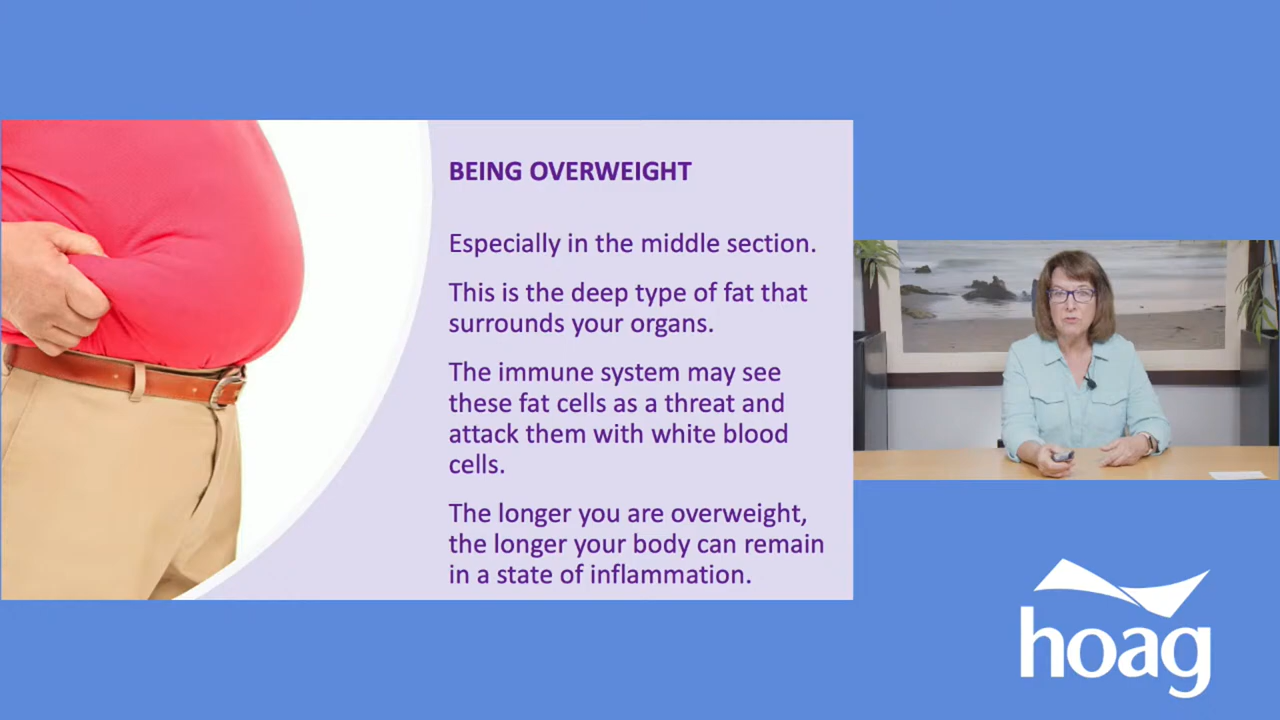 BEING OVERWEIGHT
Especially in the middle section.
This is the deep type of fat that
surrounds your organs.
The immune system may see
these fat cells as a threat and
attack them with white blood
cells.
The longer you are overweight,
the longer your body can remain
in a state of inflammation.
hoag